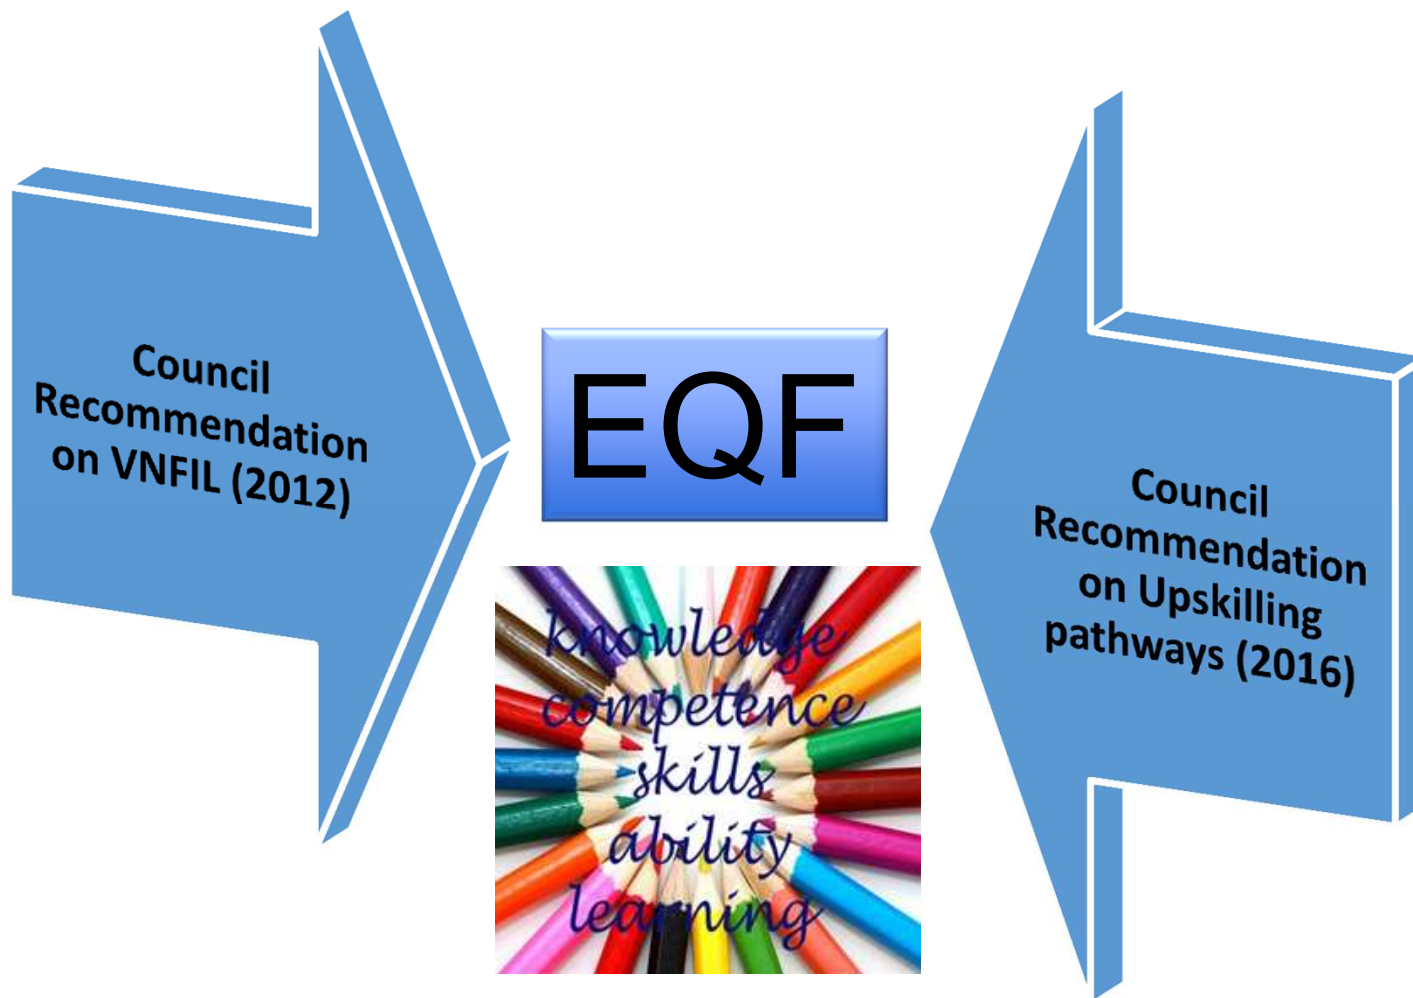 Council
Recommendation
on VNFIL (2012)
EQF
knowledge
competence
skills
ability
learning
Council
Recommendation
on Upskilling
pathways (2016)